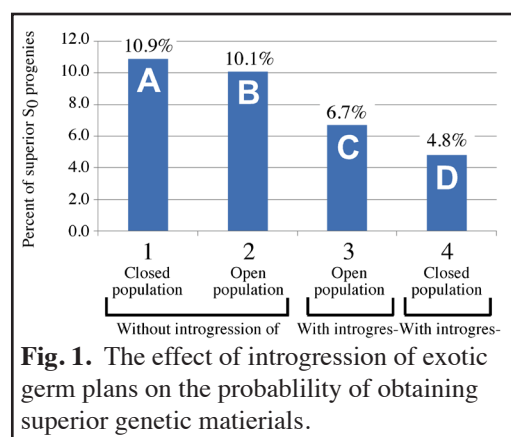 12.0
10.9%
10.1%
10.0
8.0
6.7%
6.0
4.8%
4.0
2.0
0.0
A
B
C
D
Percent of superior S0 progenies
1 2 3 4
Closed Open Open Closed
population population population population
Without introgression of With introgres- With introgres-
Fig. 1. The effect of introgression of exotic
germ plans on the probablility of obtaining
superior genetic matierials.